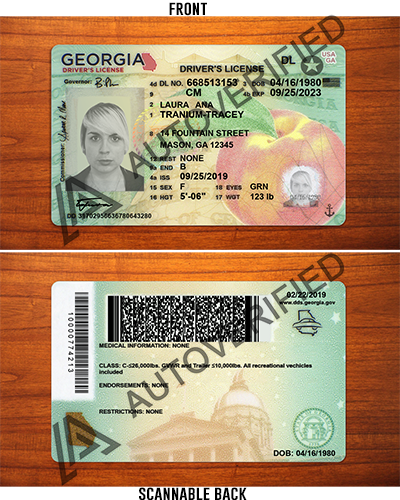 FRONT
GEORGIA
DRIVER'S LICENSE
DRIVER'S LICENSE
DL
USA
GA
Governor:
4d DL NO. 668513153 3 DOB 04/16/1980
9 CM 4b EXP 09/25/2023
2 LAURA ANA
1 TRANIUM-TRACEY
8 14 FOUNTAIN STREET
MASON, GA 12345
12 REST NONE
9a END B
4a ISS 09/25/2019
15 SEX F 18 EYES GRN
16 HGT 5'-06" 17 WGT 123 lb
Commissioner:
04/16/1980
DD 39702956636780643280
AUTOVERIFIED
02/22/2019
www.dds.georgia.gov
10000774213
MEDICAL INFORMATION: NONE
CLASS: C-≤26,000lbs. GVWR and Trailer ≤10,000lbs. All recreational vechicles
included
ENDORSEMENTS: NONE
RESTRICTIONS: NONE
DOB: 04/16/1980
AUTOVERIFIED
SCANNABLE BACK